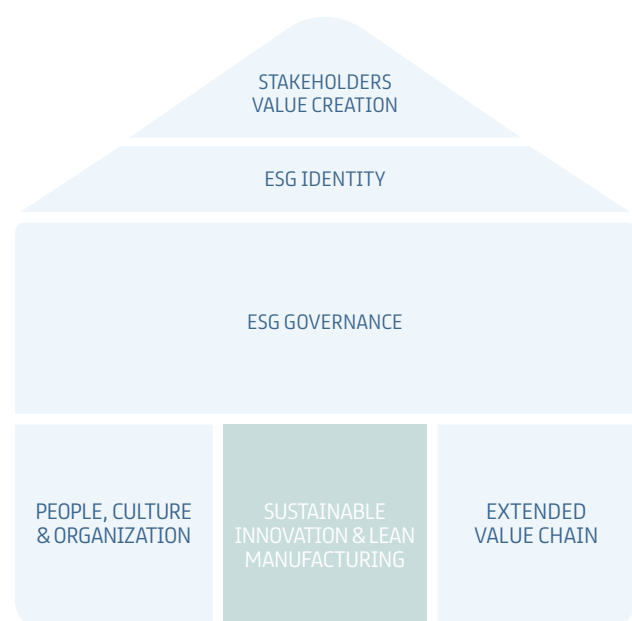 STAKEHOLDERS
VALUE CREATION
ESG IDENTITY
ESG GOVERNANCE
PEOPLE, CULTURE
& ORGANIZATION
SUSTAINABLE
INNOVATION & LEAN
MANUFACTURING
EXTENDED
VALUE CHAIN